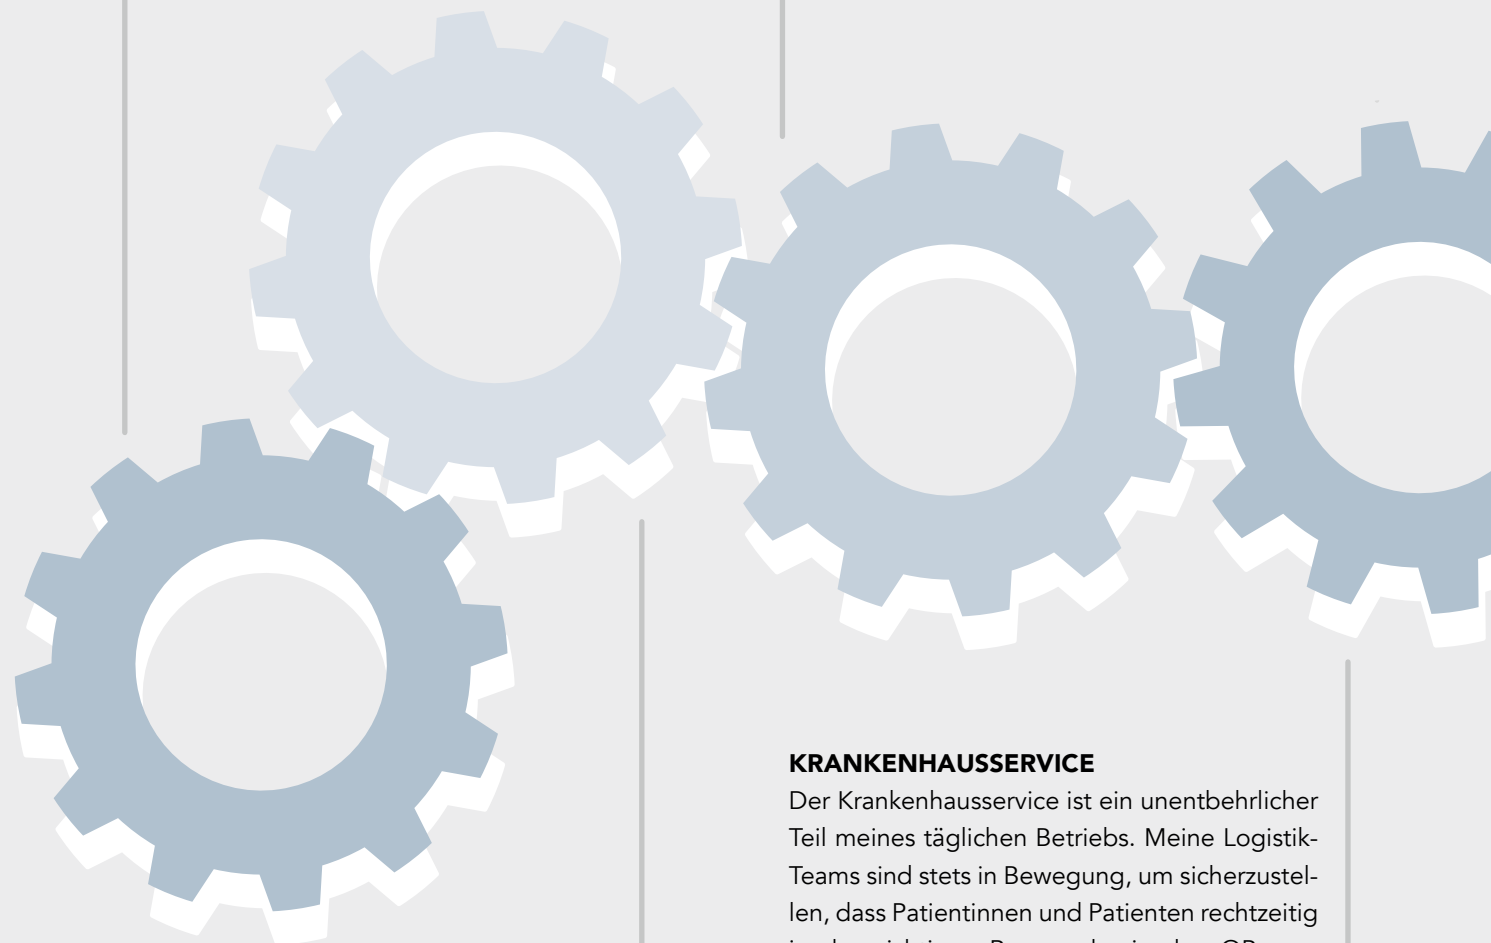 KRANKENHAUSSERVICE
Der Krankenhausservice ist ein unentbehrlicher
Teil meines täglichen Betriebs. Meine Logistik-
Teams sind stets in Bewegung, um sicherzustel-
len, dass Patientinnen und Patienten rechtzeitig